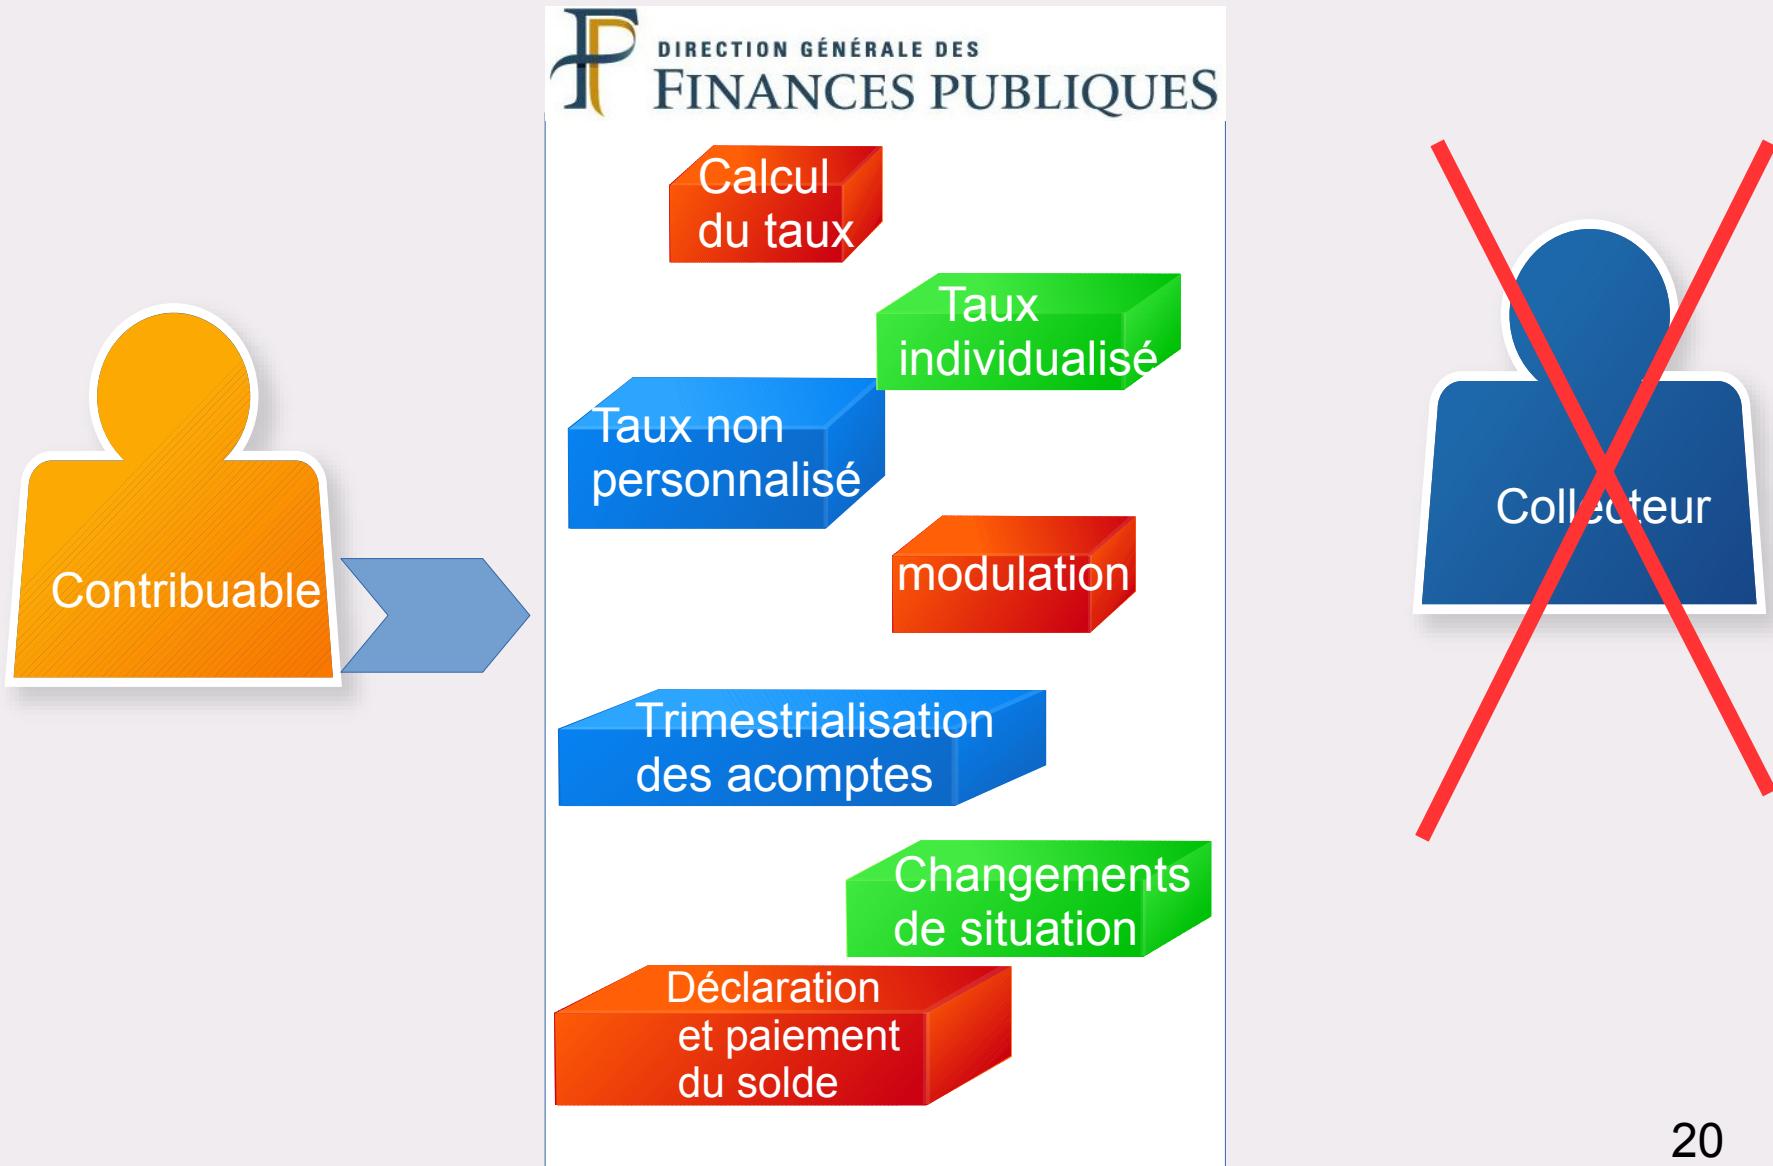 DIRECTION GÉNÉRALE DES
FINANCES PUBLIQUES
Calcul
du taux
Taux
individualisé
Taux non
personnalisé
modulation
Contribuable
Collecteur
Trimestrialisation
des acomptes
Changements
de situation
Déclaration
et paiement
du solde
20